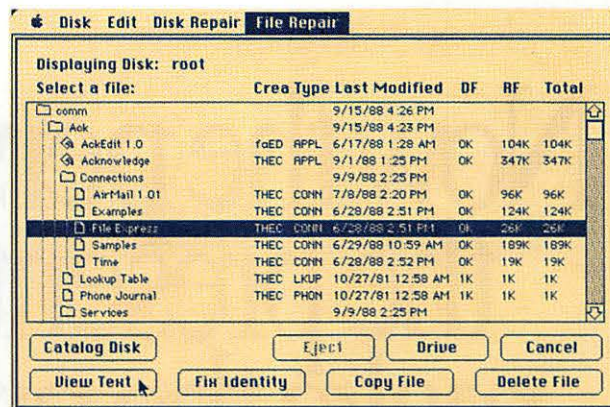 Disk Edit Disk Repair File Repair
Displaying Disk: root
Select a file: Crea Type Last Modified DF RF Total
comm 9/15/88 4:26 PM
Ack 9/15/88 4:23 PM
AckEdit 1.0 faED APPL 6/17/88 1:28 AM 0K 104K 104K
Acknowledge THEC APPL 9/1/88 1:25 PM 0K 347K 347K
Connections 9/9/88 2:25 PM
AirMail 1.01 THEC CONN 7/8/88 2:20 PM 0K 96K 96K
Examples THEC CONN 6/28/88 2:51 PM 0K 124K 124K
File Express THEC CONN 6/28/88 2:51 PM 0K 26K 26K
Samples THEC CONN 6/29/88 10:59 AM 0K 189K 189K
Time THEC CONN 6/28/88 2:52 PM 0K 19K 19K
Lookup Table THEC LKUP 10/27/81 12:58 AM 1K 1K 1K
Phone Journal THEC PHON 10/27/81 12:58 AM 1K 1K 1K
Services 9/9/88 2:25 PM
Catalog Disk Eject Drive Cancel
View Text Fix Identity Copy File Delete File